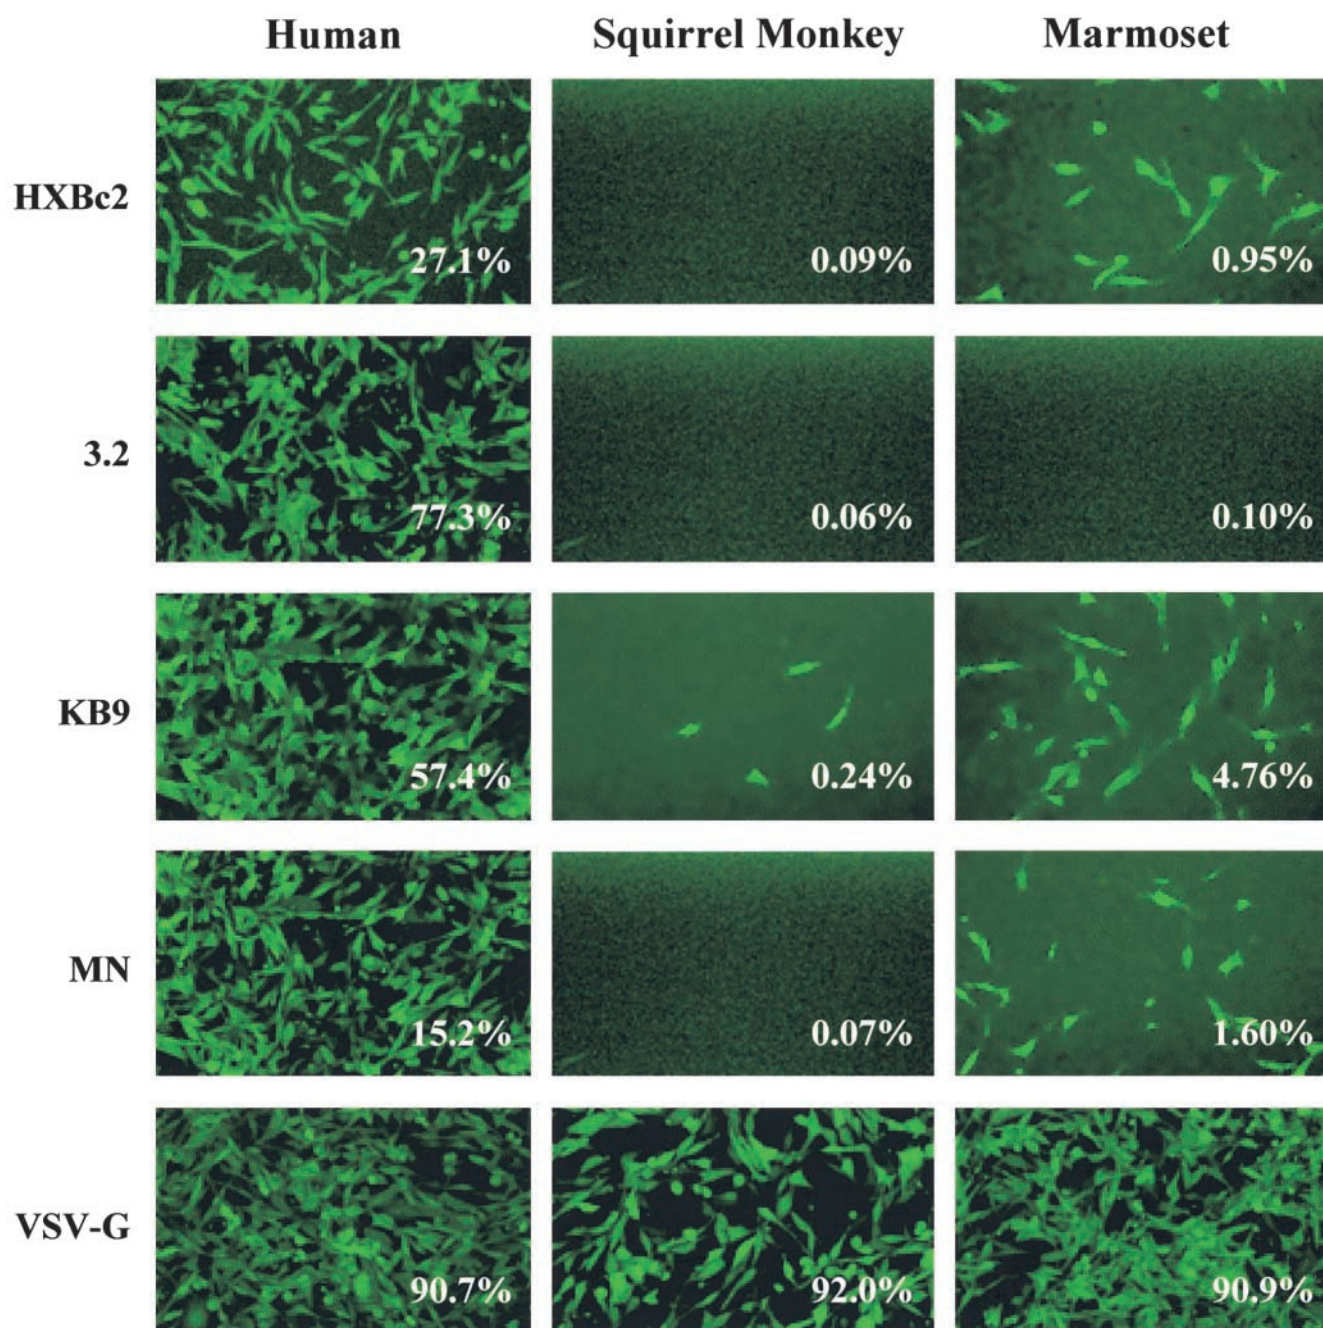 Human Squirrel Monkey Marmoset
HXBc2 27.1% 0.09% 0.95%
3.2 77.3% 0.06% 0.10%
KB9 57.4% 0.24% 4.76%
MN 15.2% 0.07% 1.60%
VSV-G 90.7% 92.0% 90.9%